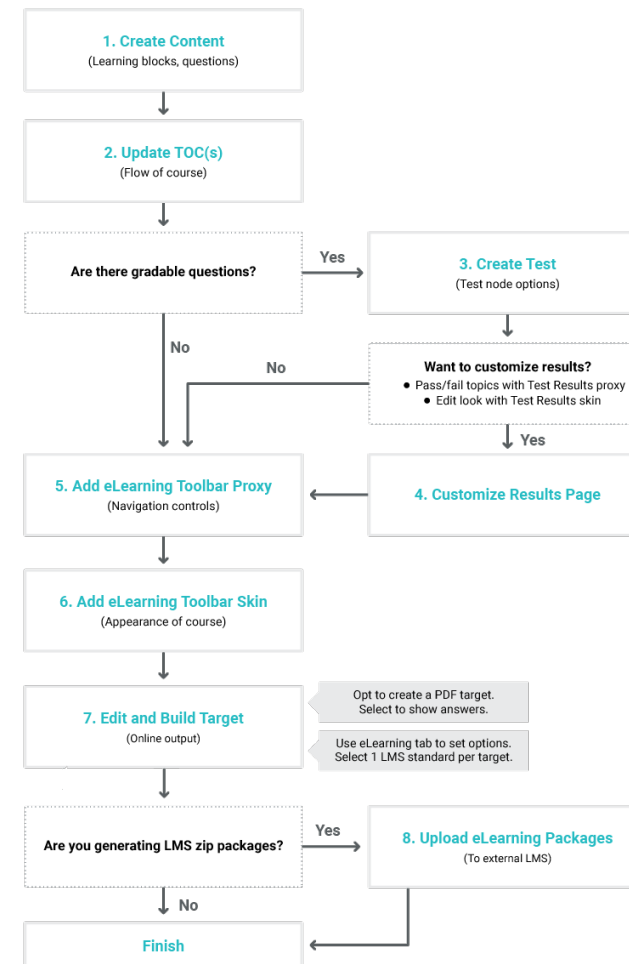 1. Create Content
(Learning blocks, questions)
2. Update TOC(s)
(Flow of course)
Are there gradable questions?
Yes
3. Create Test
(Test node options)
No
Want to customize results?
● Pass/fail topics with Test Results proxy
● Edit look with Test Results skin
No
Yes
5. Add eLearning Toolbar Proxy
(Navigation controls)
4. Customize Results Page
6. Add eLearning Toolbar Skin
(Appearance of course)
7. Edit and Build Target
(Online output)
Opt to create a PDF target.
Select to show answers.
Use eLearning tab to set options.
Select 1 LMS standard per target.
Are you generating LMS zip packages?
Yes
8. Upload eLearning Packages
(To external LMS)
No
Finish